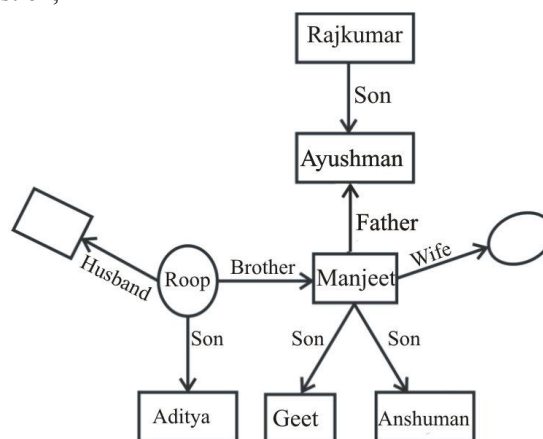 Rajkumar
Son
Ayushman
Father
Husband
Roop
Brother
Manjeet
Wife
Son
Son
Son
Aditya
Geet
Anshuman